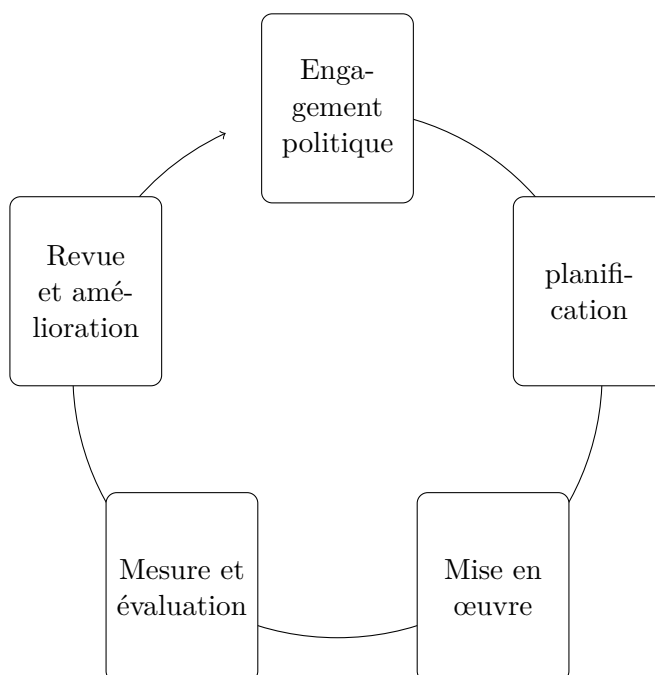 Enga-
gement
politique
planifi-
cation
Mise en
œuvre
Mesure et
évaluation
Revue
et amé-
lioration